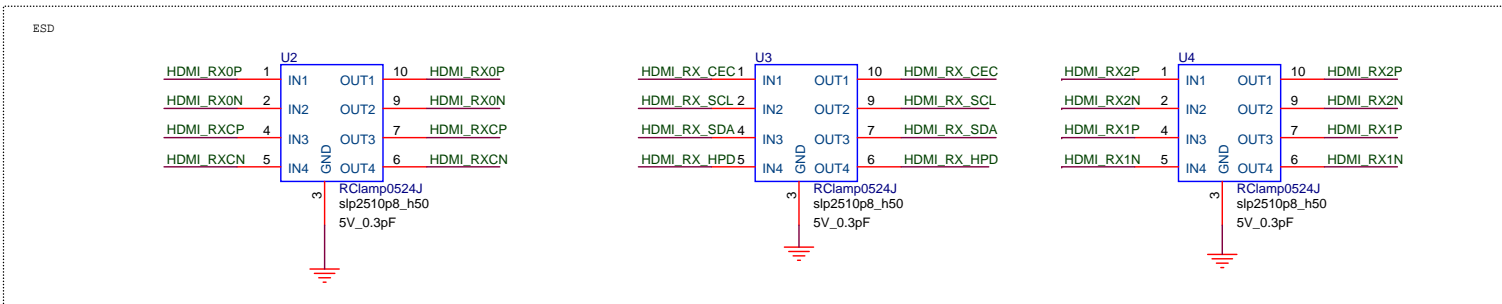 ESD
U2
HDMI_RX0P 1 IN1 OUT1 10 HDMI_RX0P
HDMI_RX0N 2 IN2 OUT2 9 HDMI_RX0N
HDMI_RXCP 4 IN3 OUT3 7 HDMI_RXCP
HDMI_RXCN 5 IN4 GND OUT4 6 HDMI_RXCN
3
RClamp0524J
slp2510p8_h50
5V_0.3pF
U3
HDMI_RX_CEC 1 IN1 OUT1 10 HDMI_RX_CEC
HDMI_RX_SCL 2 IN2 OUT2 9 HDMI_RX_SCL
HDMI_RX_SDA 4 IN3 OUT3 7 HDMI_RX_SDA
HDMI_RX_HPD 5 IN4 GND OUT4 6 HDMI_RX_HPD
3
RClamp0524J
slp2510p8_h50
5V_0.3pF
U4
HDMI_RX2P 1 IN1 OUT1 10 HDMI_RX2P
HDMI_RX2N 2 IN2 OUT2 9 HDMI_RX2N
HDMI_RX1P 4 IN3 OUT3 7 HDMI_RX1P
HDMI_RX1N 5 IN4 GND OUT4 6 HDMI_RX1N
3
RClamp0524J
slp2510p8_h50
5V_0.3pF